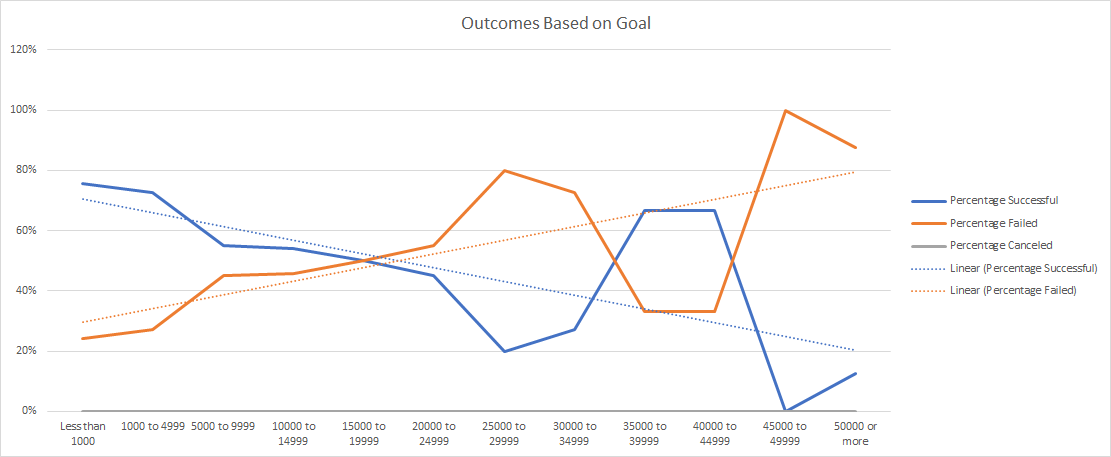 Outcomes Based on Goal
120%
100%
80%
60%
40%
20%
0%
Less than
1000
1000 to 4999
5000 to 9999
10000 to
14999
15000 to
19999
20000 to
24999
25000 to
29999
30000 to
34999
35000 to
39999
40000 to
44999
45000 to
49999
50000 or
more
Percentage Successful
Percentage Failed
Percentage Canceled
Linear (Percentage Successful)
Linear (Percentage Failed)